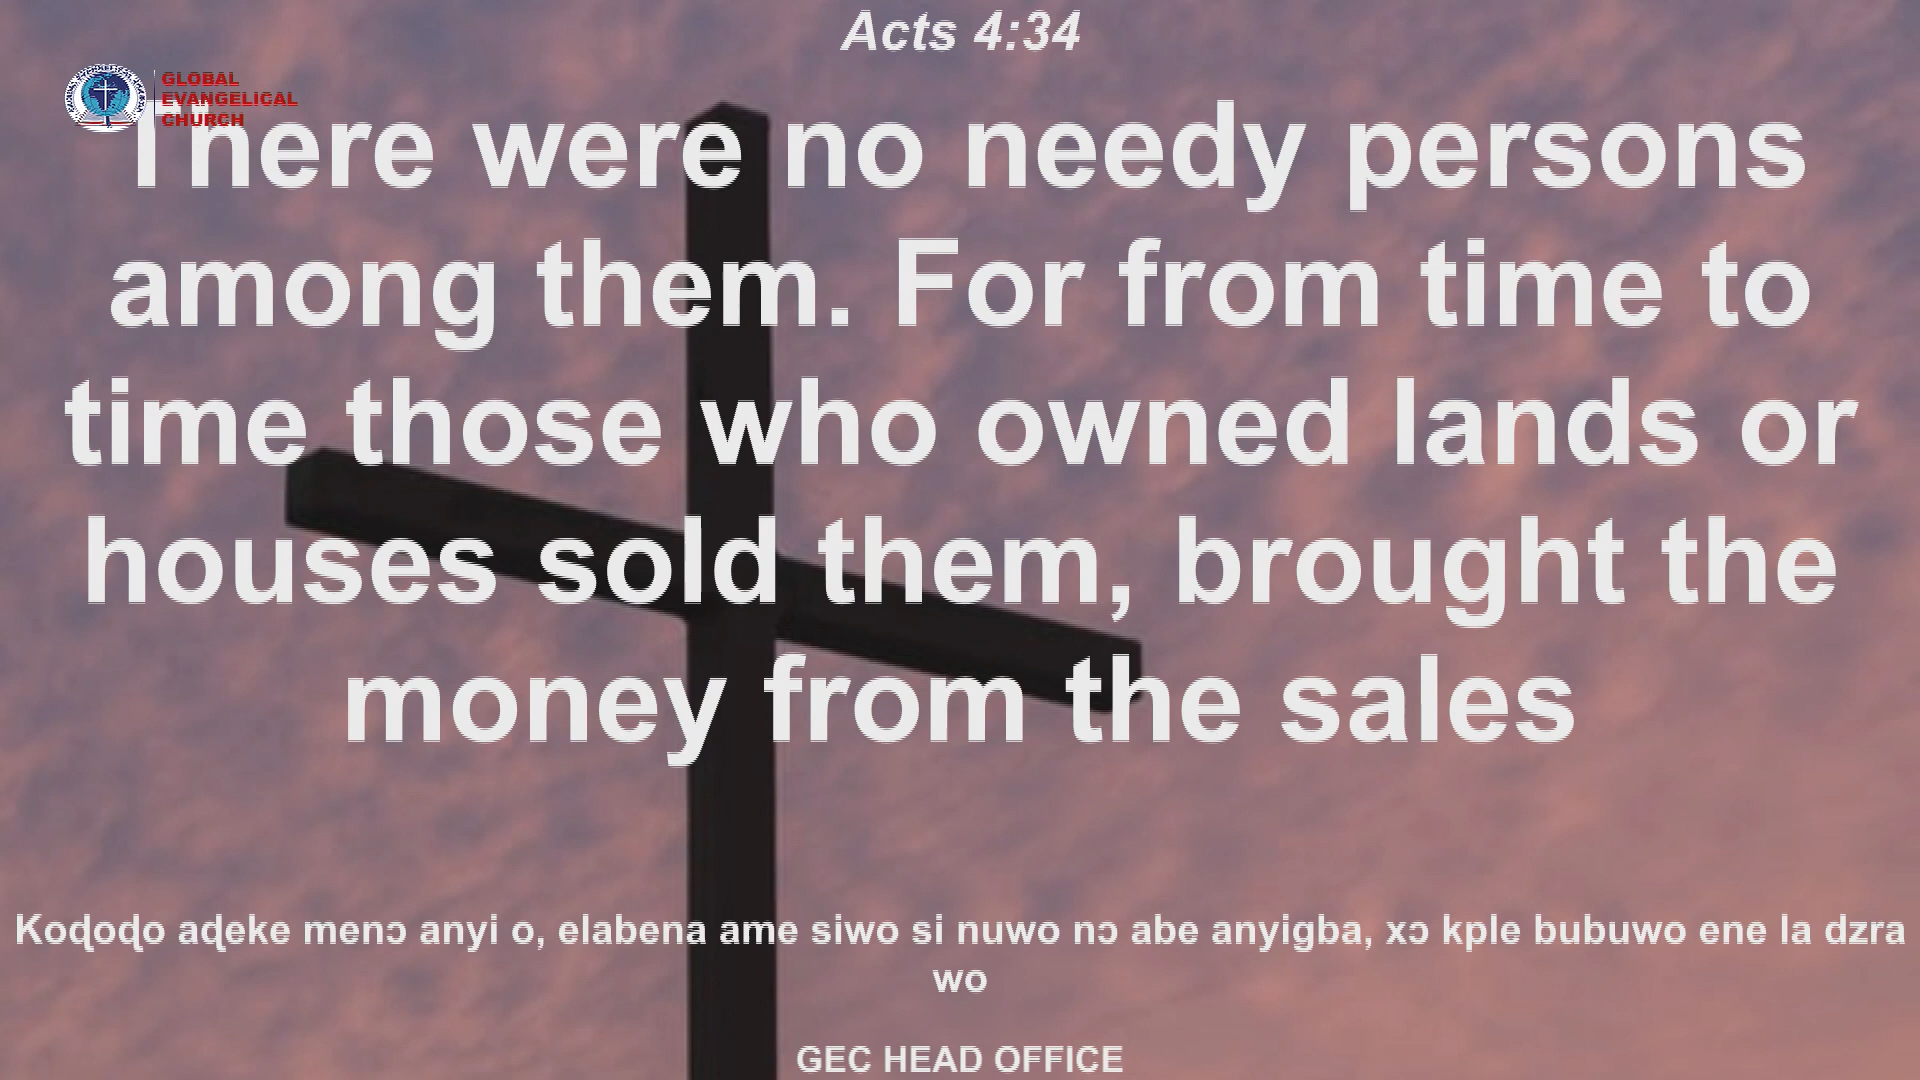 Acts 4:34
GLOBAL
EVANGELICAL
CHURCH
There were no needy persons
among them. For from time to
time those who owned lands or
houses sold them, brought the
money from the sales
Koɖoɖo aɖeke menɔ anyi o, elabena ame siwo si nuwo nɔ abe anyigba, xɔ kple bubuwo ene la dzra
wo
GEC HEAD OFFICE